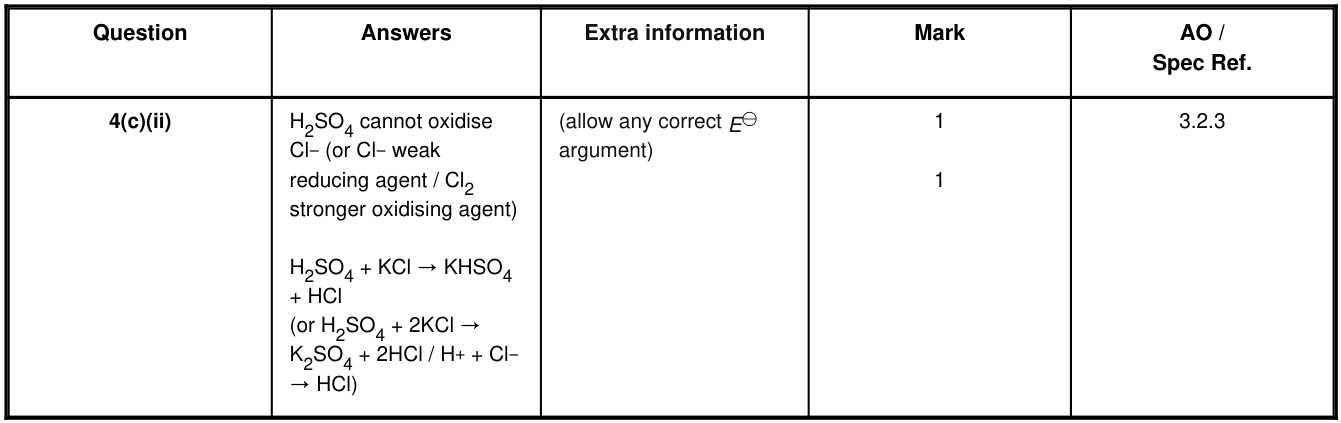 Question Answers Extra information Mark AO /
Spec Ref.
4(c)(ii) H₂SO₄ cannot oxidise (allow any correct E⊖ 1 3.2.3
Cl– (or Cl– weak argument)
reducing agent / Cl₂ 1
stronger oxidising agent)
H₂SO₄ + KCl → KHSO₄
+ HCl
(or H₂SO₄ + 2KCl →
K₂SO₄ + 2HCl / H+ + Cl–
→ HCl)